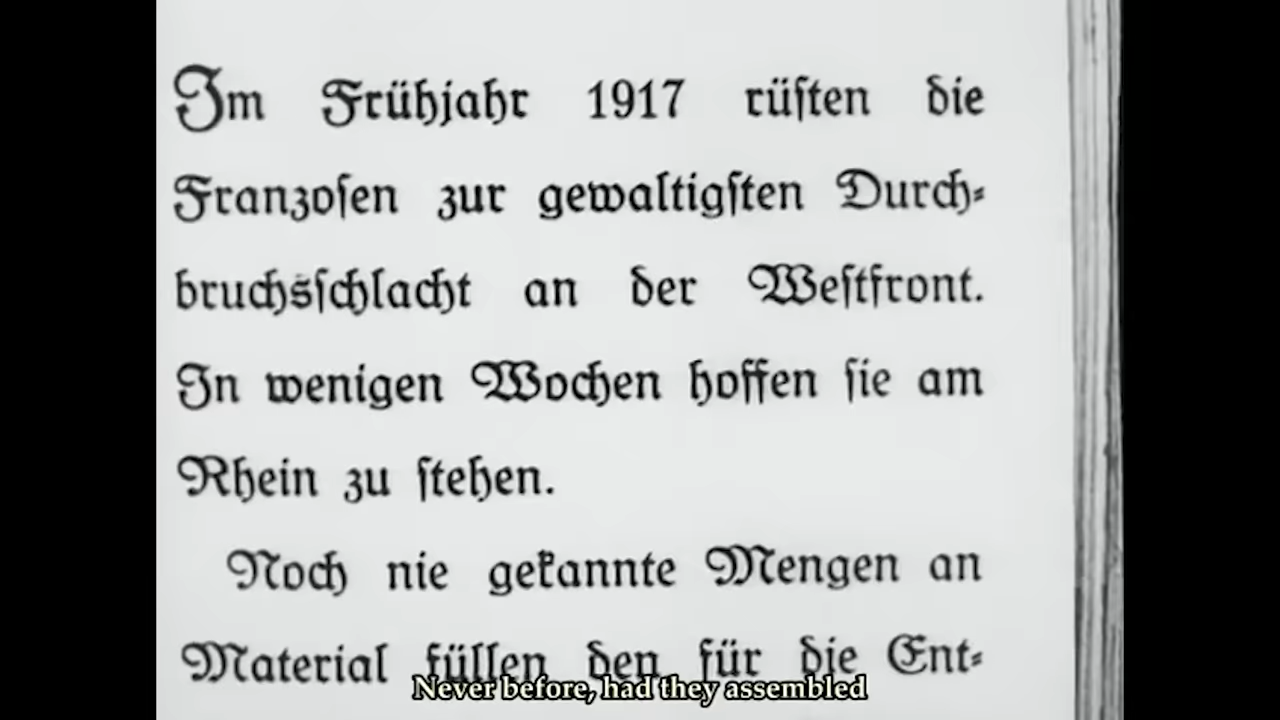 Im Frühjahr 1917 rüsten die
Franzosen zur gewaltigsten Durch-
bruchsschlacht an der Westfront.
In wenigen Wochen hoffen sie am
Rhein zu stehen.
Noch nie gekannte Mengen an
Material füllen den für die Ent-
Never before, had they assembled